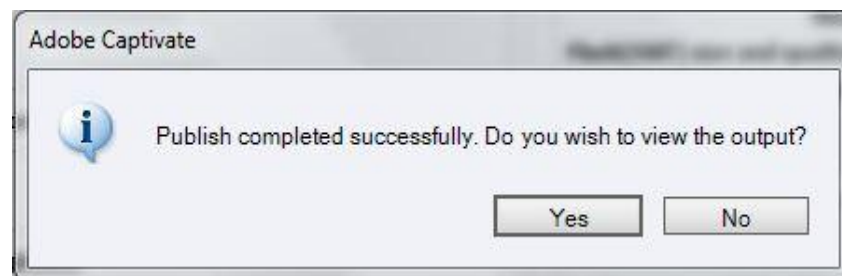 Adobe Captivate
Publish completed successfully. Do you wish to view the output?
Yes
No